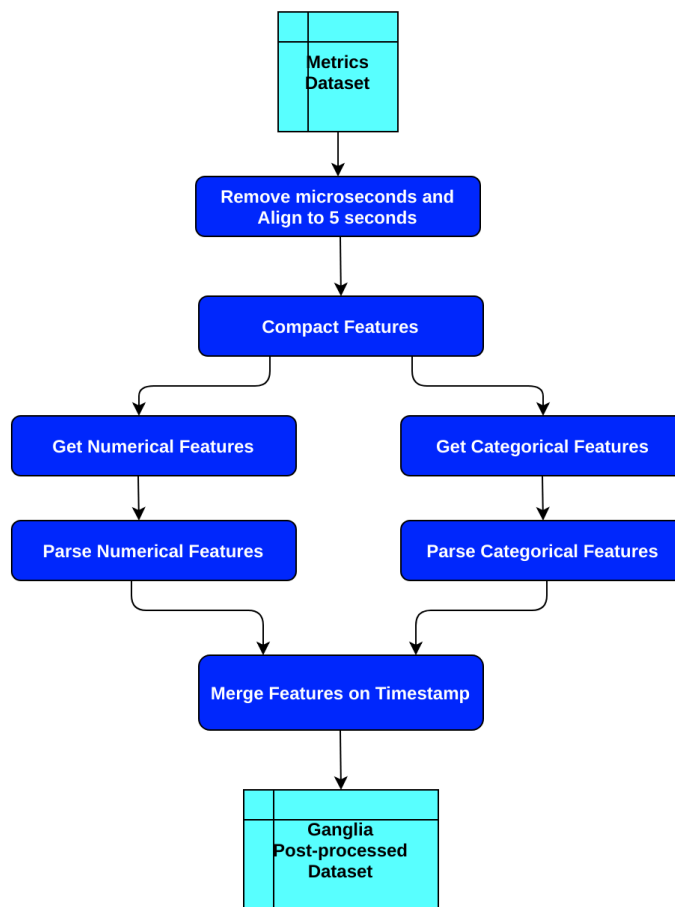 Metrics
Dataset
Remove microseconds and
Align to 5 seconds
Compact Features
Get Numerical Features
Get Categorical Features
Parse Numerical Features
Parse Categorical Features
Merge Features on Timestamp
Ganglia
Post-processed
Dataset